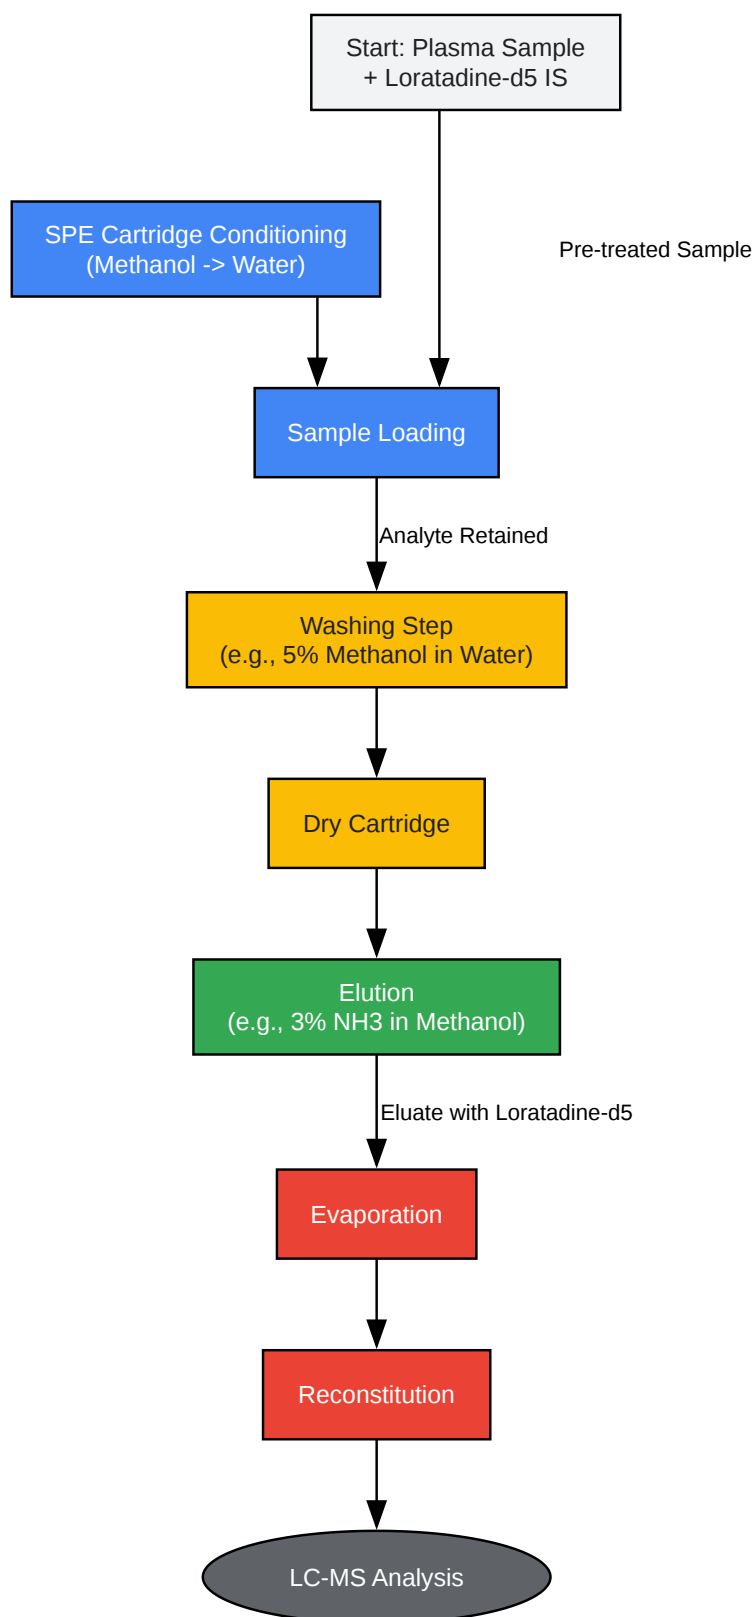 Start: Plasma Sample
+ Loratadine-d5 IS
SPE Cartridge Conditioning
(Methanol -> Water)
Pre-treated Sample
Sample Loading
Analyte Retained
Washing Step
(e.g., 5% Methanol in Water)
Dry Cartridge
Elution
(e.g., 3% NH3 in Methanol)
Eluate with Loratadine-d5
Evaporation
Reconstitution
LC-MS Analysis